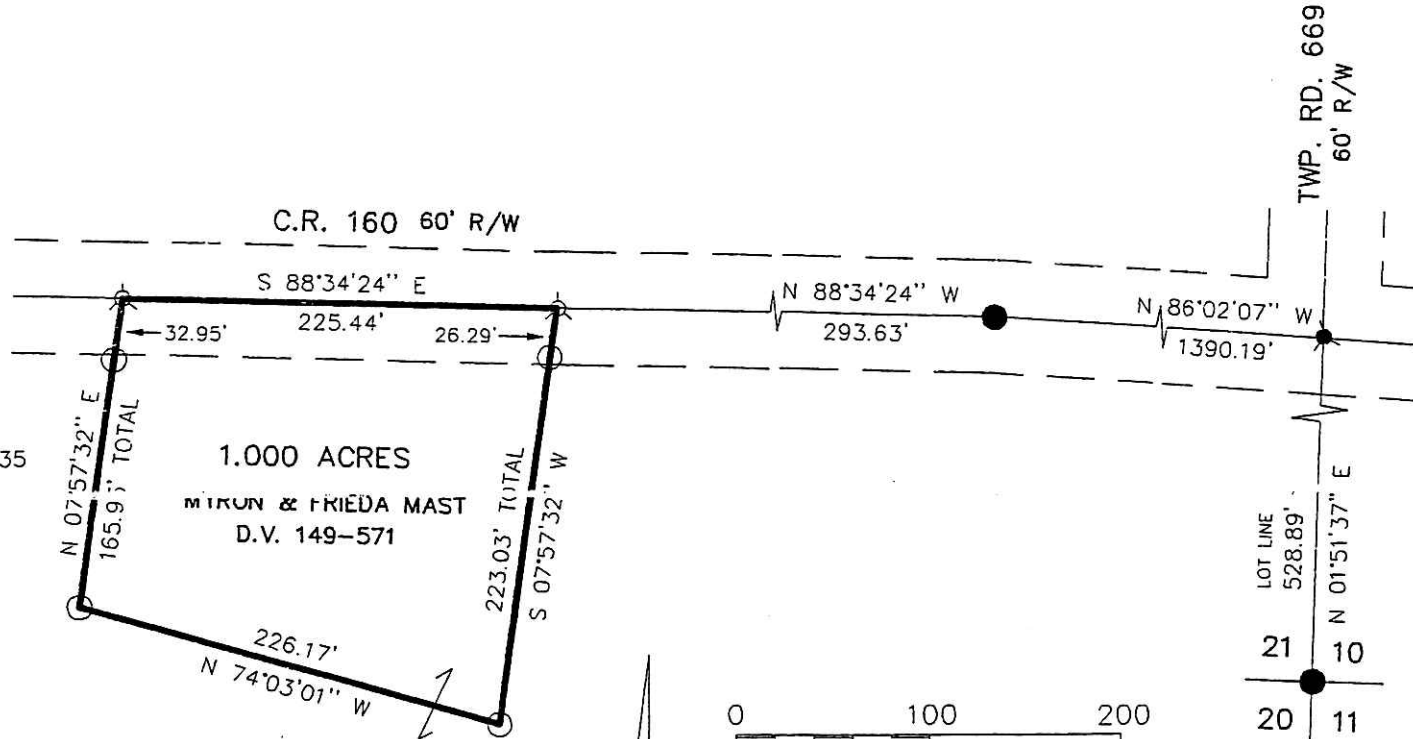 TWP. RD. 669
60' R/W
C.R. 160 60' R/W
S 88°34'24" E
225.44'
32.95'
26.29'
N 88°34'24" W
293.63'
N 86°02'07" W
1390.19'
N 07°57'32" E
TOTAL
35
1.000 ACRES
MYRON & FRIEDA MAST
D.V. 149-571
223.03' TOTAL
S 07°57'32" W
226.17'
N 74°03'01" W
LOT LINE
528.89'
N 01°51'37" E
21 10
20 11
0 100 200